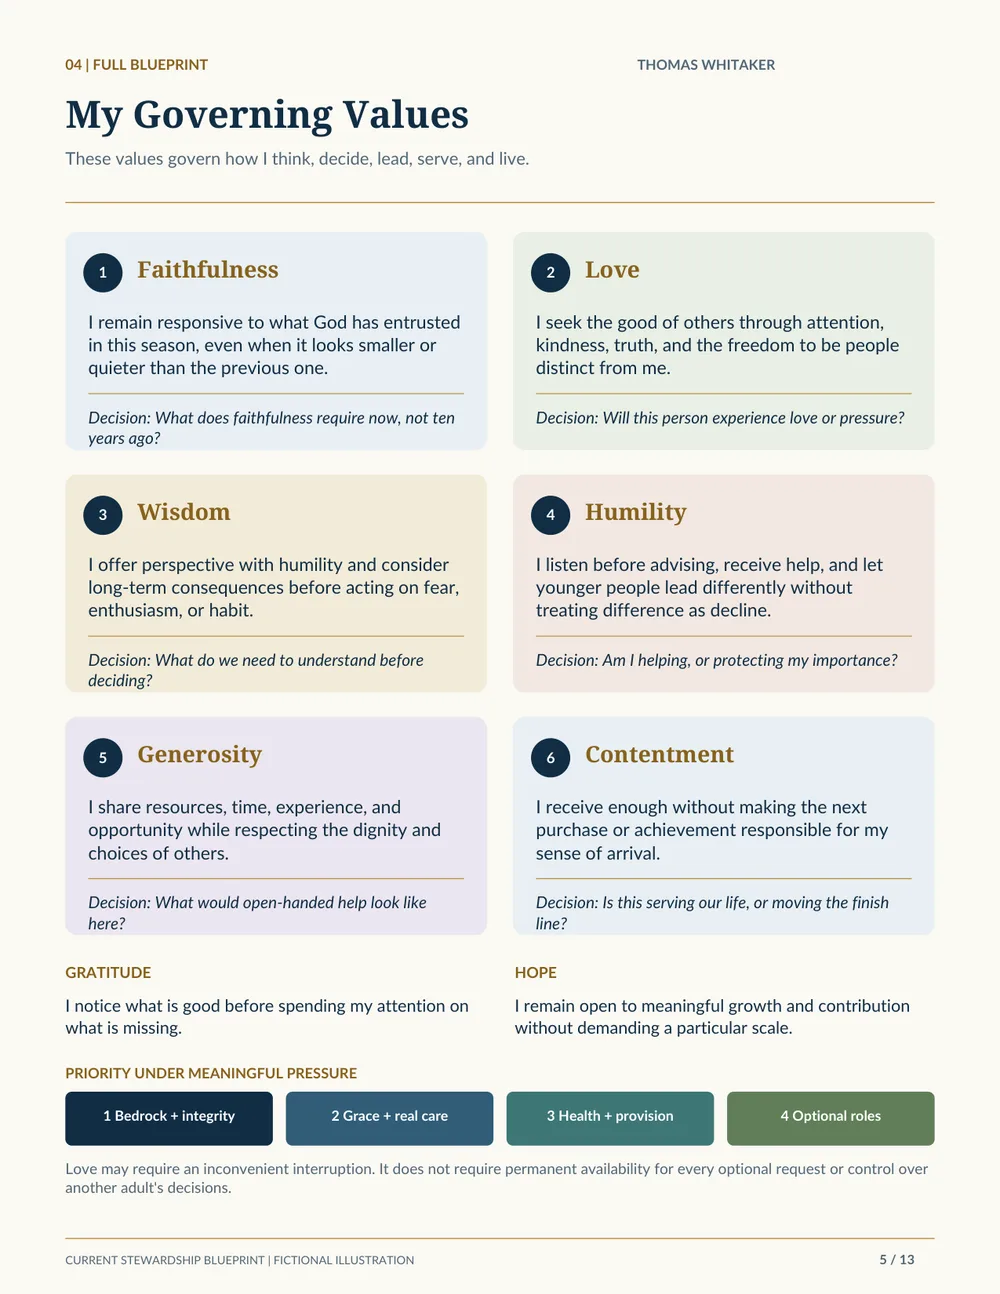 04 | FULL BLUEPRINT
THOMAS WHITAKER
My Governing Values
These values govern how I think, decide, lead, serve, and live.
1
Faithfulness
I remain responsive to what God has entrusted
in this season, even when it looks smaller or
quieter than the previous one.
Decision: What does faithfulness require now, not ten
years ago?
2
Love
I seek the good of others through attention,
kindness, truth, and the freedom to be people
distinct from me.
Decision: Will this person experience love or pressure?
3
Wisdom
I offer perspective with humility and consider
long-term consequences before acting on fear,
enthusiasm, or habit.
Decision: What do we need to understand before
deciding?
4
Humility
I listen before advising, receive help, and let
younger people lead differently without
treating difference as decline.
Decision: Am I helping, or protecting my importance?
5
Generosity
I share resources, time, experience, and
opportunity while respecting the dignity and
choices of others.
Decision: What would open-handed help look like
here?
6
Contentment
I receive enough without making the next
purchase or achievement responsible for my
sense of arrival.
Decision: Is this serving our life, or moving the finish
line?
GRATITUDE
I notice what is good before spending my attention on
what is missing.
HOPE
I remain open to meaningful growth and contribution
without demanding a particular scale.
PRIORITY UNDER MEANINGFUL PRESSURE
1 Bedrock + integrity
2 Grace + real care
3 Health + provision
4 Optional roles
Love may require an inconvenient interruption. It does not require permanent availability for every optional request or control over
another adult's decisions.
CURRENT STEWARDSHIP BLUEPRINT | FICTIONAL ILLUSTRATION
5 / 13